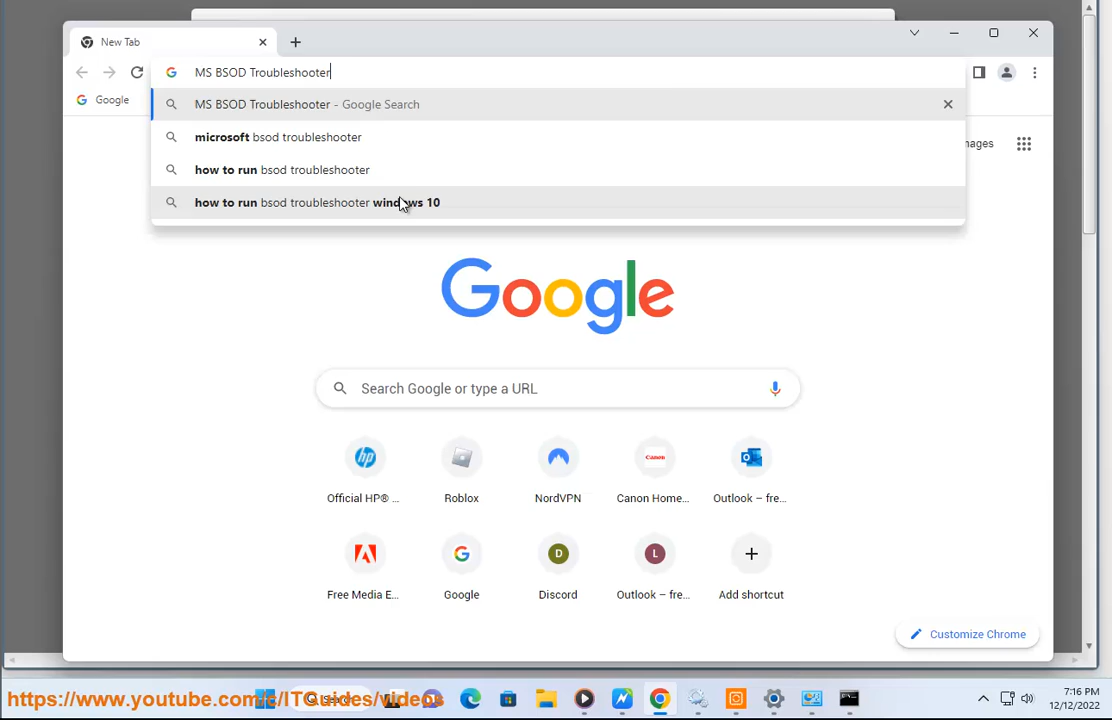 New Tab
MS BSOD Troubleshooter
Google
MS BSOD Troubleshooter - Google Search
microsoft bsod troubleshooter
how to run bsod troubleshooter
how to run bsod troubleshooter windows 10
Google
Search Google or type a URL
hp
Canon
Official HP® ...
Roblox
NordVPN
Canon Home...
Outlook – fre...
D
L
Free Media E...
Google
Discord
Outlook – fre...
Add shortcut
Customize Chrome
https://www.youtube.com/c/ITGuides/videos
7:16 PM
12/12/2022